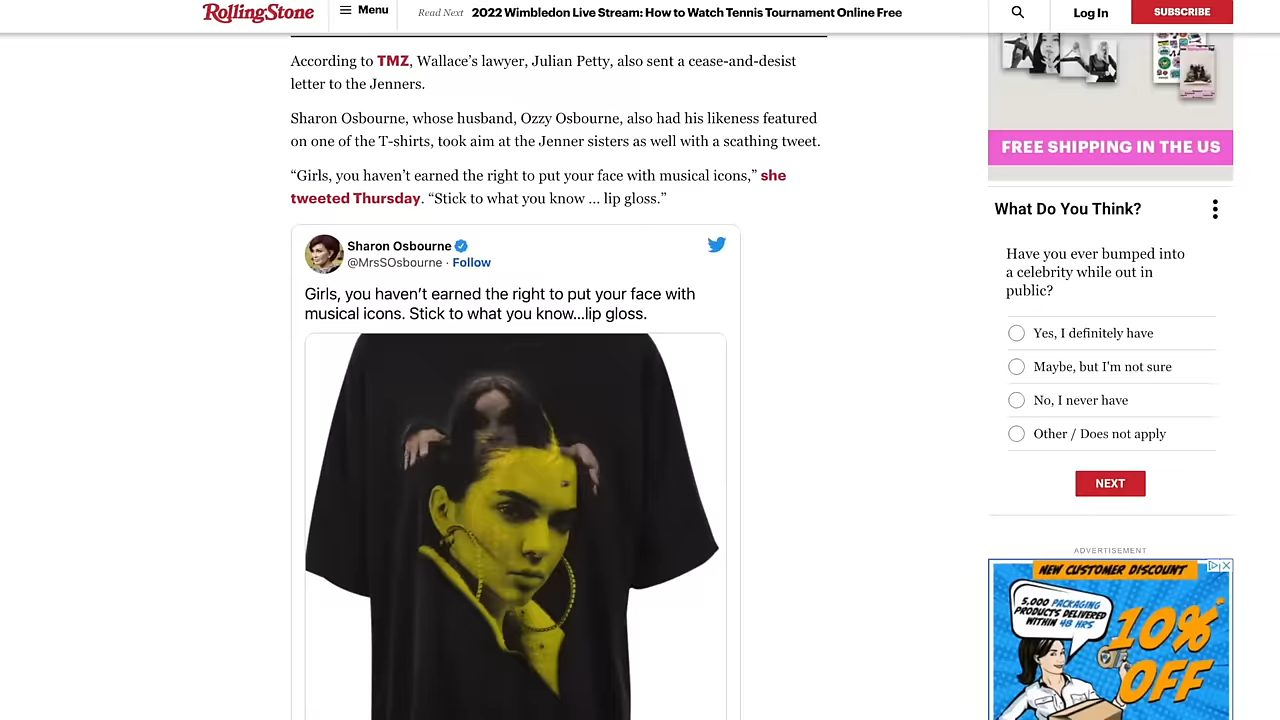 RollingStone
Menu
Read Next 2022 Wimbledon Live Stream: How to Watch Tennis Tournament Online Free
Log In
SUBSCRIBE
According to TMZ, Wallace’s lawyer, Julian Petty, also sent a cease-and-desist
letter to the Jenners.
Sharon Osbourne, whose husband, Ozzy Osbourne, also had his likeness featured
on one of the T-shirts, took aim at the Jenner sisters as well with a scathing tweet.
“Girls, you haven’t earned the right to put your face with musical icons,” she
tweeted Thursday. “Stick to what you know … lip gloss.”
Sharon Osbourne
@MrsSOsbourne · Follow
Girls, you haven’t earned the right to put your face with
musical icons. Stick to what you know...lip gloss.
FREE SHIPPING IN THE US
What Do You Think?
Have you ever bumped into
a celebrity while out in
public?
Yes, I definitely have
Maybe, but I'm not sure
No, I never have
Other / Does not apply
NEXT
ADVERTISEMENT
NEW CUSTOMER DISCOUNT
5,000 PACKAGING
PRODUCTS DELIVERED
WITHIN 48 HRS
10%*
OFF